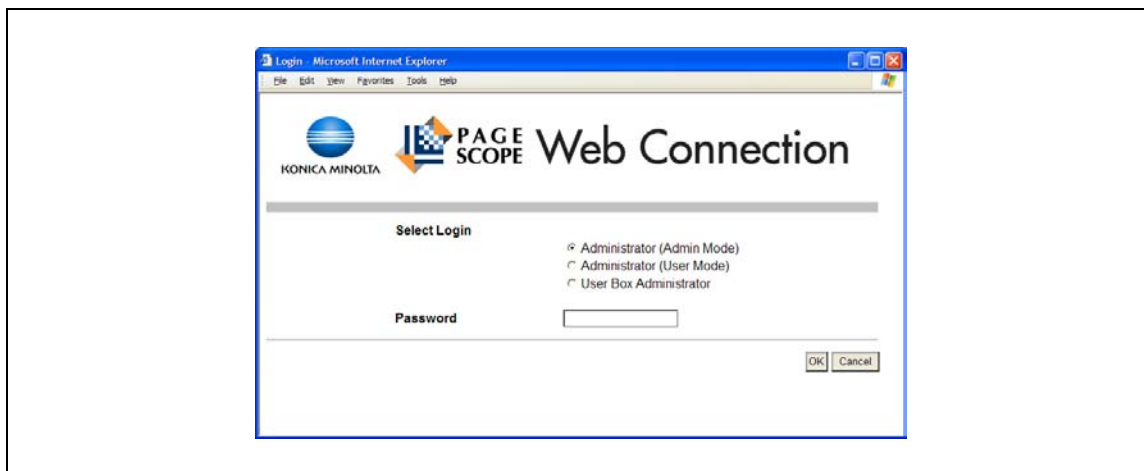 Login - Microsoft Internet Explorer
File Edit View Favorites Tools Help
KONICA MINOLTA
PAGE SCOPE Web Connection
Select Login
Administrator (Admin Mode)
Administrator (User Mode)
User Box Administrator
Password
OK Cancel